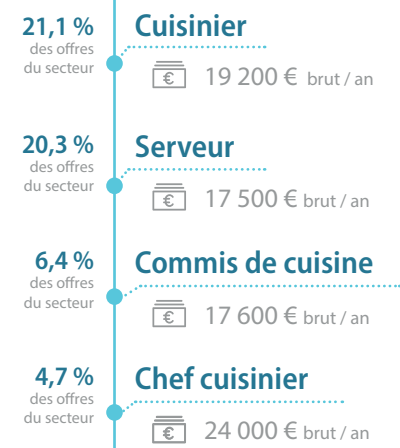 21,1 %
des offres
du secteur
Cuisinier
€ 19 200 € brut / an
20,3 %
des offres
du secteur
Serveur
€ 17 500 € brut / an
6,4 %
des offres
du secteur
Commis de cuisine
€ 17 600 € brut / an
4,7 %
des offres
du secteur
Chef cuisinier
€ 24 000 € brut / an